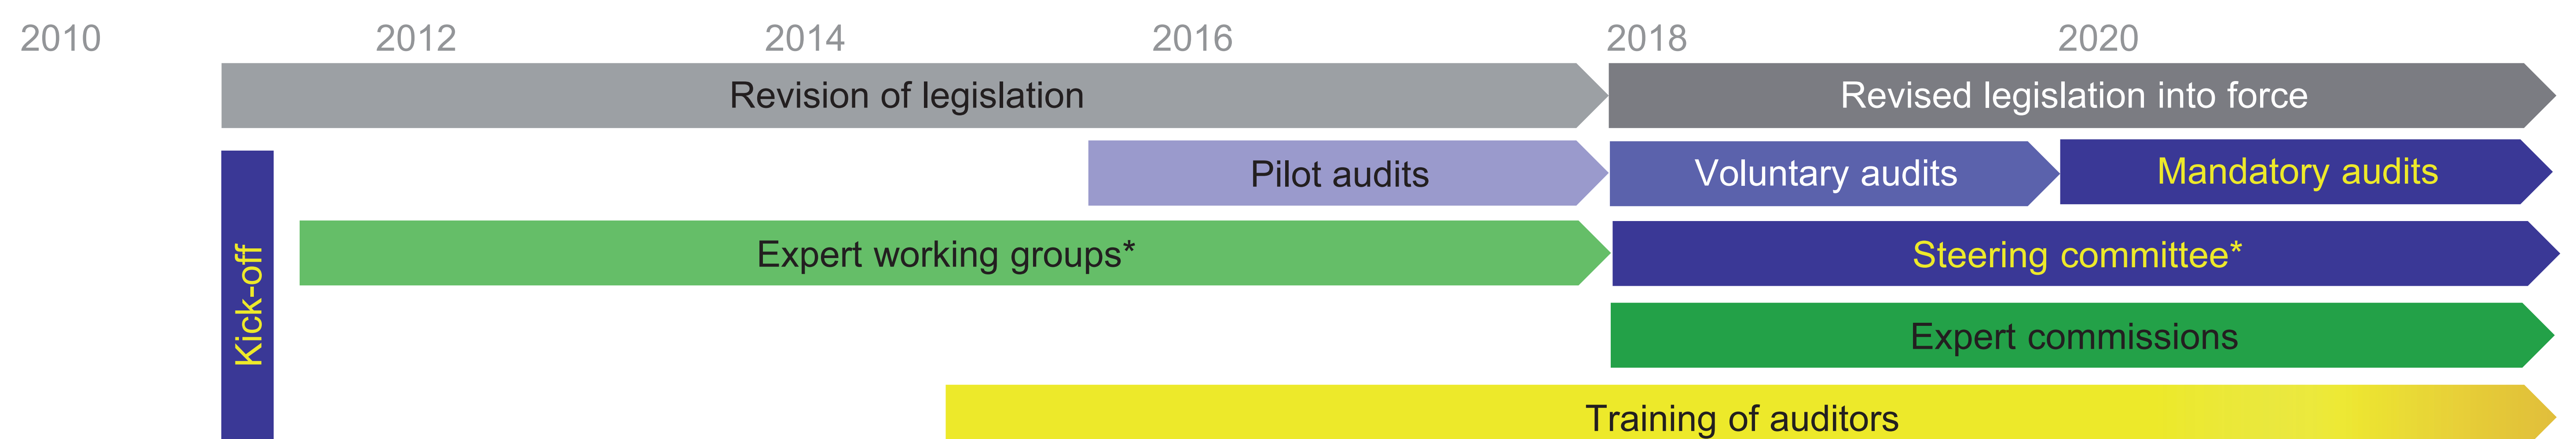 2010 2012 2014 2016 2018 2020
Revision of legislation Revised legislation into force
Pilot audits Voluntary audits Mandatory audits
Kick-off
Expert working groups* Steering committee*
Expert commissions
Training of auditors